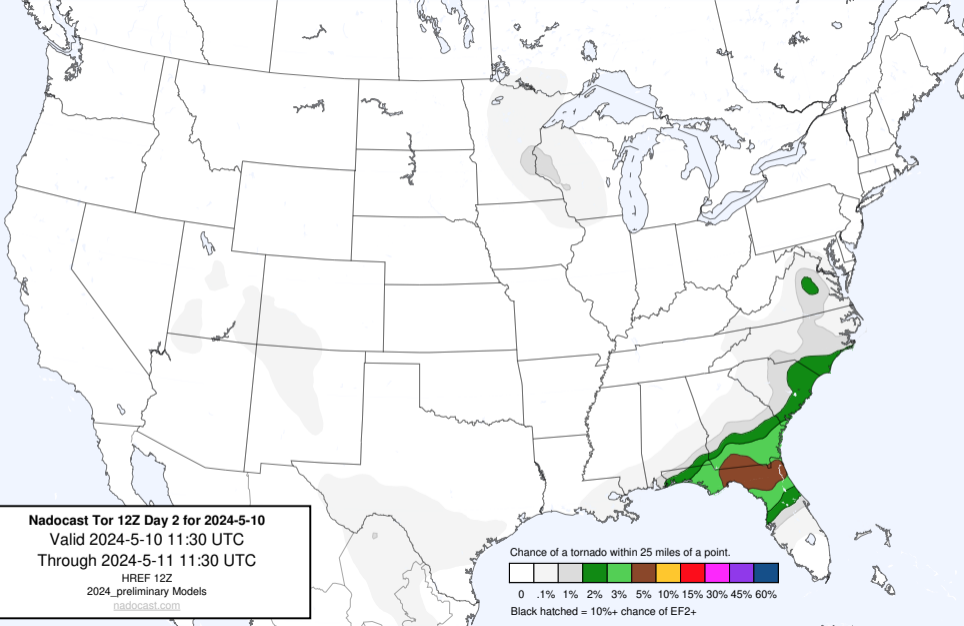 Nadocast Tor 12Z Day 2 for 2024-5-10
Valid 2024-5-10 11:30 UTC
Through 2024-5-11 11:30 UTC
HREF 12Z
2024_preliminary Models
nadocast.com
Chance of a tornado within 25 miles of a point.
0 .1% 1% 2% 3% 5% 10% 15% 30% 45% 60%
Black hatched = 10%+ chance of EF2+